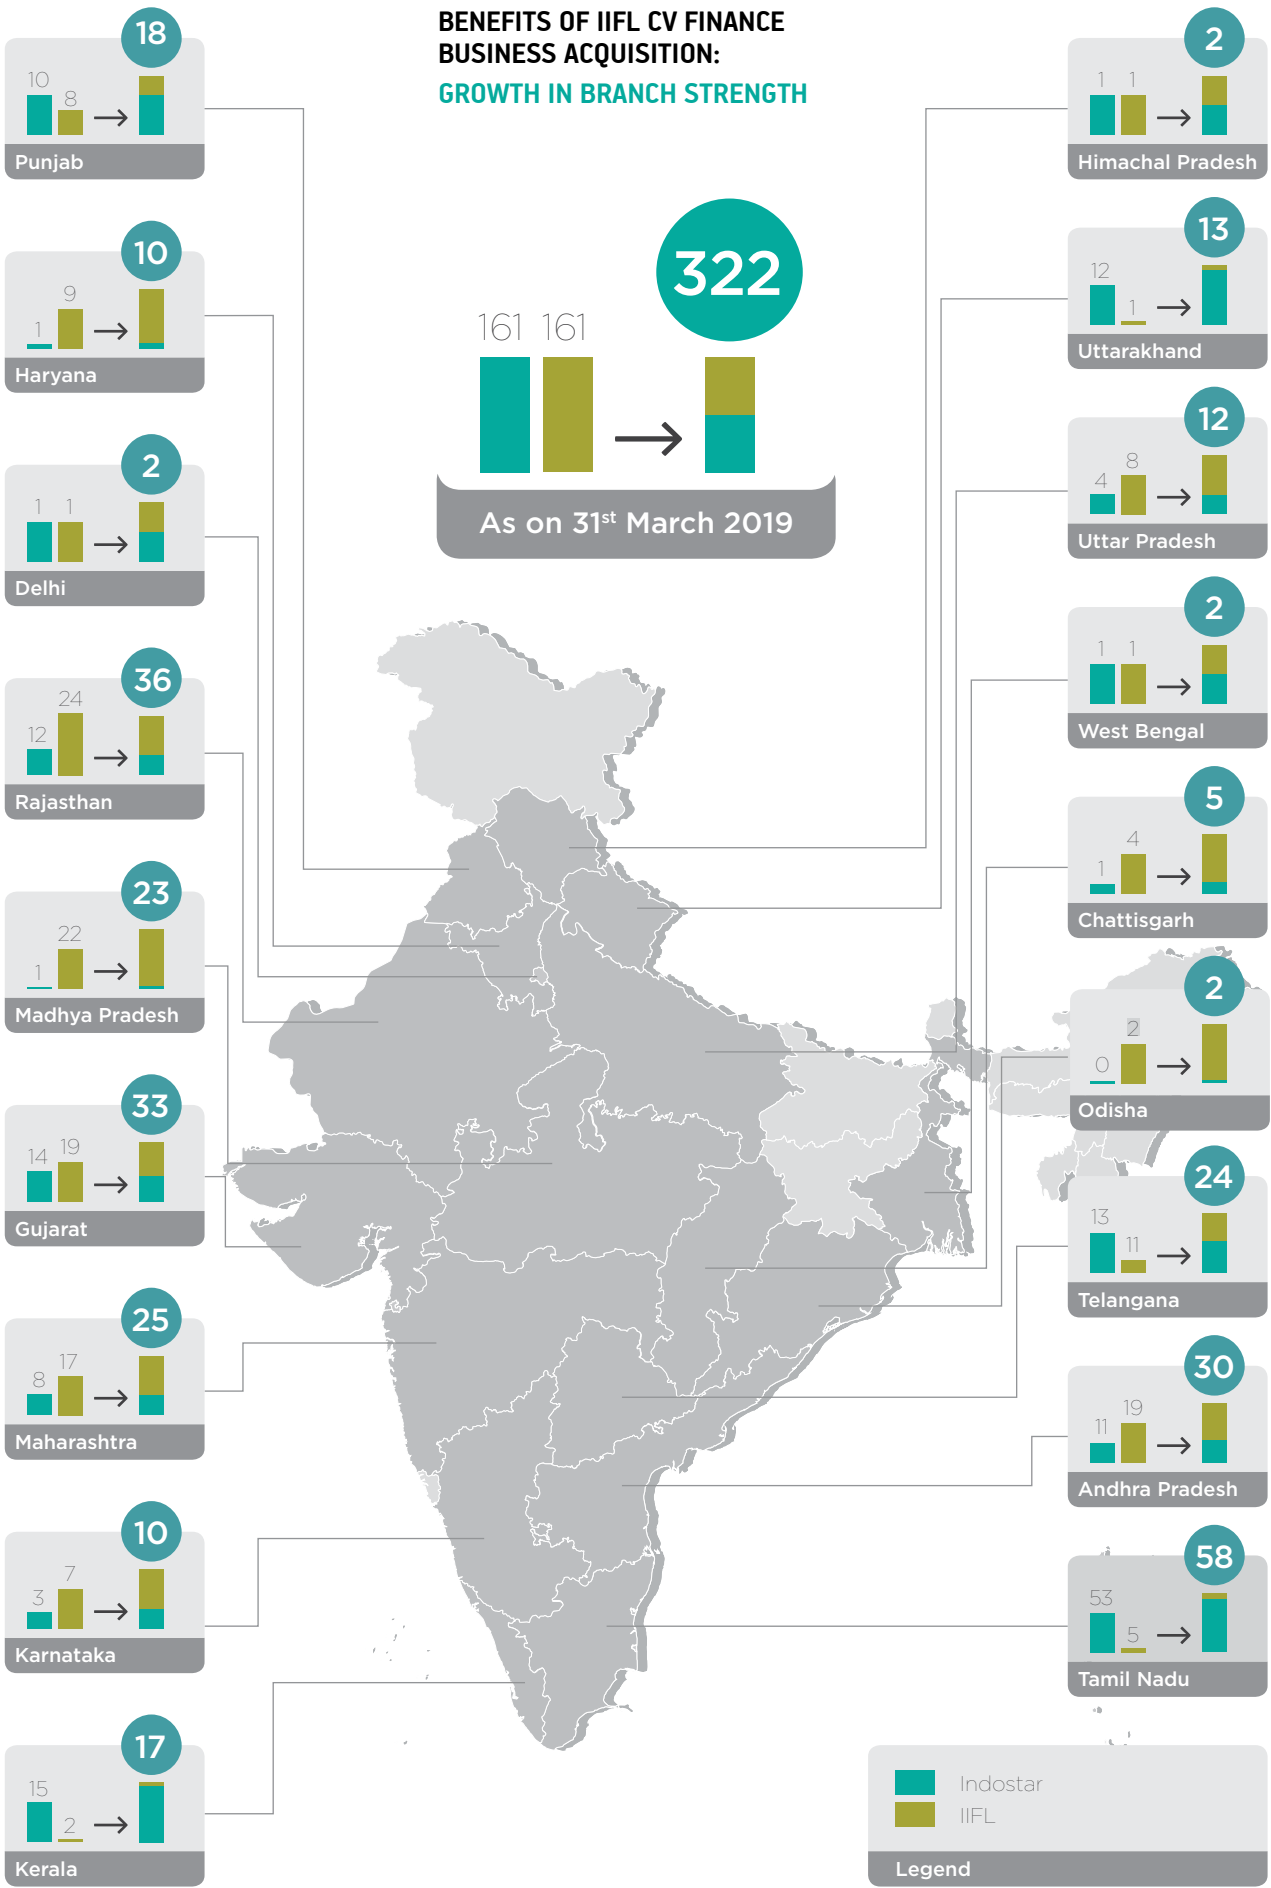 BENEFITS OF IIFL CV FINANCE
BUSINESS ACQUISITION:
GROWTH IN BRANCH STRENGTH
322
161 161
As on 31st March 2019
18
10 8
Punjab
10
1 9
Haryana
2
1 1
Delhi
36
12 24
Rajasthan
23
1 22
Madhya Pradesh
33
14 19
Gujarat
25
8 17
Maharashtra
10
3 7
Karnataka
17
15 2
Kerala
2
1 1
Himachal Pradesh
13
12 1
Uttarakhand
12
4 8
Uttar Pradesh
2
1 1
West Bengal
5
1 4
Chattisgarh
2
0 2
Odisha
24
13 11
Telangana
30
11 19
Andhra Pradesh
58
53 5
Tamil Nadu
Indostar
IIFL
Legend